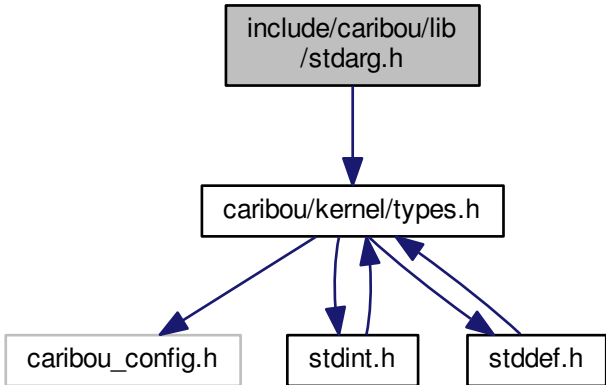 include/caribou/lib
/stdarg.h
caribou/kernel/types.h
caribou_config.h
stdint.h
stddef.h